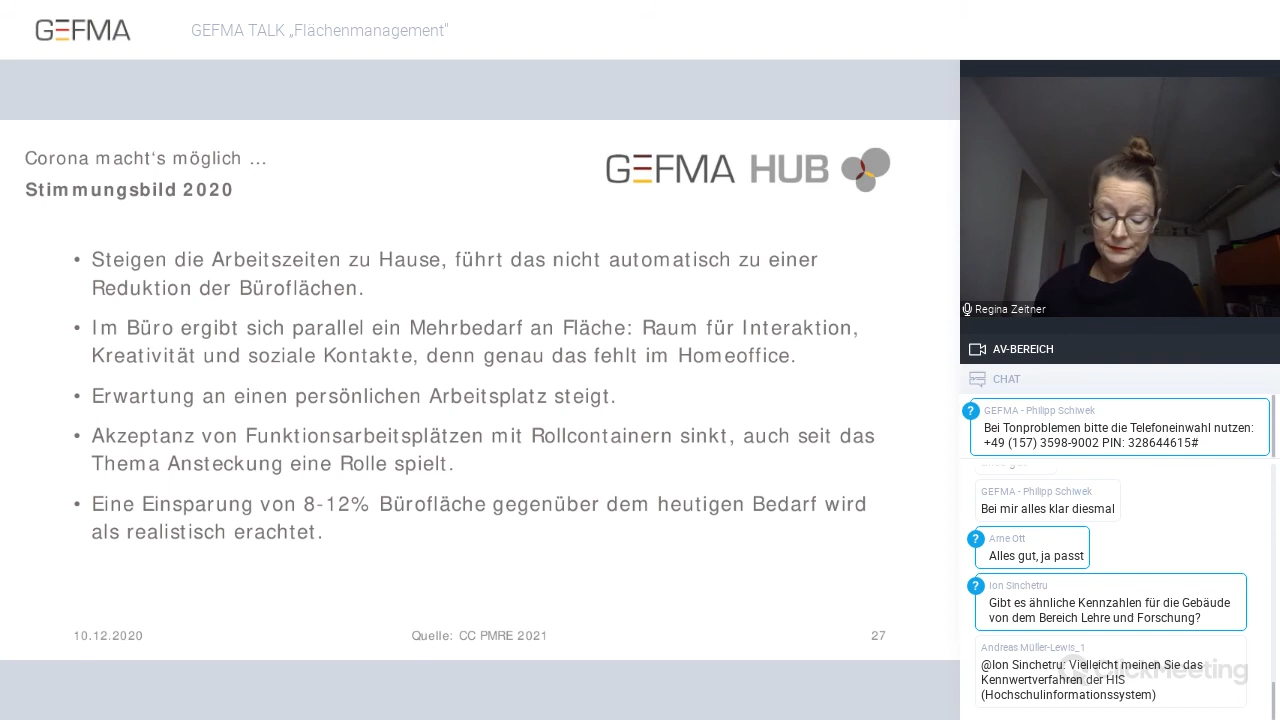 GEFMA
GEFMA TALK „Flächenmanagement"
Corona macht's möglich ...
Stimmungsbild 2020
GEFMA HUB
• Steigen die Arbeitszeiten zu Hause, führt das nicht automatisch zu einer
Reduktion der Büroflächen.
• Im Büro ergibt sich parallel ein Mehrbedarf an Fläche: Raum für Interaktion,
Kreativität und soziale Kontakte, denn genau das fehlt im Homeoffice.
• Erwartung an einen persönlichen Arbeitsplatz steigt.
• Akzeptanz von Funktionsarbeitsplätzen mit Rollcontainern sinkt, auch seit das
Thema Ansteckung eine Rolle spielt.
• Eine Einsparung von 8-12% Bürofläche gegenüber dem heutigen Bedarf wird
als realistisch erachtet.
10.12.2020
Quelle: CC PMRE 2021
27
Regina Zeitner
AV-BEREICH
CHAT
?
GEFMA - Philipp Schiwek
Bei Tonproblemen bitte die Telefoneinwahl nutzen:
+49 (157) 3598-9002 PIN: 328644615#
GEFMA - Philipp Schiwek
Bei mir alles klar diesmal
?
Arne Ott
Alles gut, ja passt
?
Ion Sinchetru
Gibt es ähnliche Kennzahlen für die Gebäude
von dem Bereich Lehre und Forschung?
Andreas Müller-Lewis_1
@Ion Sinchetru: Vielleicht meinen Sie das
Kennwertverfahren der HIS
(Hochschulinformationssystem)
ClickMeeting